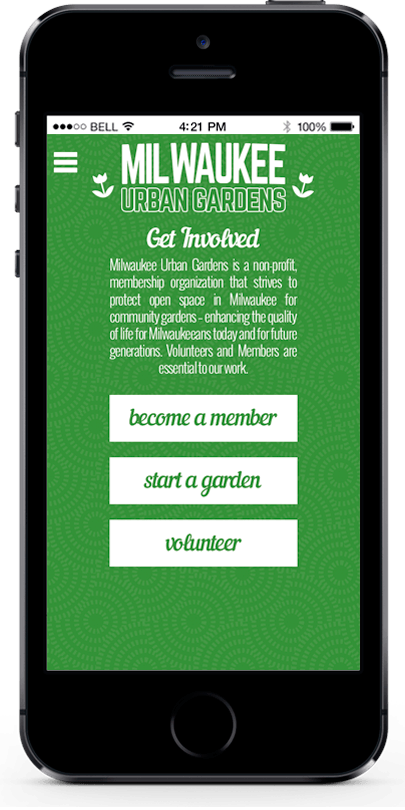 BELL 4:21 PM 100%
MILWAUKEE
URBAN GARDENS
Get Involved
Milwaukee Urban Gardens is a non-profit,
membership organization that strives to
protect open space in Milwaukee for
community gardens – enhancing the quality
of life for Milwaukeeans today and for future
generations. Volunteers and Members are
essential to our work.
become a member
start a garden
volunteer